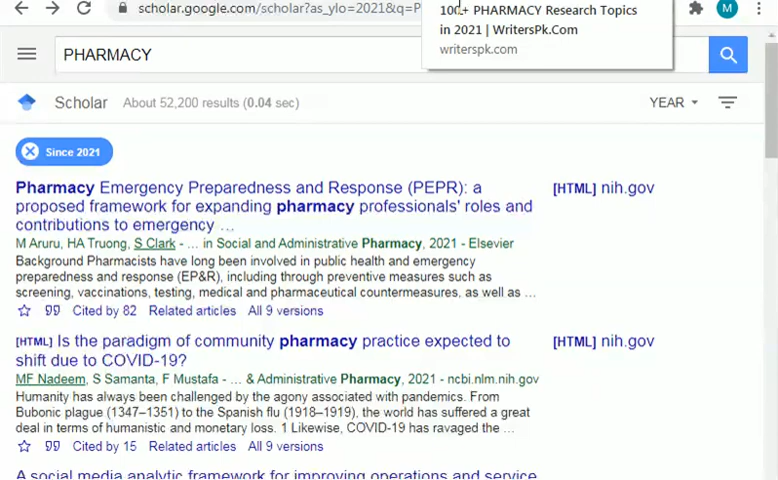 scholar.google.com/scholar?as_ylo=2021&q=P
100+ PHARMACY Research Topics
in 2021 | WritersPk.Com
writerspk.com
M
PHARMACY
Scholar
About 52,200 results (0.04 sec)
YEAR
Since 2021
Pharmacy Emergency Preparedness and Response (PEPR): a
proposed framework for expanding pharmacy professionals' roles and
contributions to emergency …
[HTML] nih.gov
M Aruru, HA Truong, S Clark - … in Social and Administrative Pharmacy, 2021 - Elsevier
Background Pharmacists have long been involved in public health and emergency
preparedness and response (EP&R), including through preventive measures such as
screening, vaccinations, testing, medical and pharmaceutical countermeasures, as well as …
Cited by 82 Related articles All 9 versions
[HTML] Is the paradigm of community pharmacy practice expected to
shift due to COVID-19?
[HTML] nih.gov
MF Nadeem, S Samanta, F Mustafa - … & Administrative Pharmacy, 2021 - ncbi.nlm.nih.gov
Humanity has always been challenged by the agony associated with pandemics. From
Bubonic plague (1347–1351) to the Spanish flu (1918–1919), the world has suffered a great
deal in terms of humanistic and monetary loss. 1 Likewise, COVID-19 has ravaged the …
Cited by 15 Related articles All 9 versions
A social media analytic framework for improving operations and service